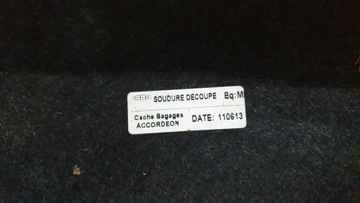 SOUDURE DECOUPE Eq:M
Cache Bagages
ACCORDEON DATE: 110613